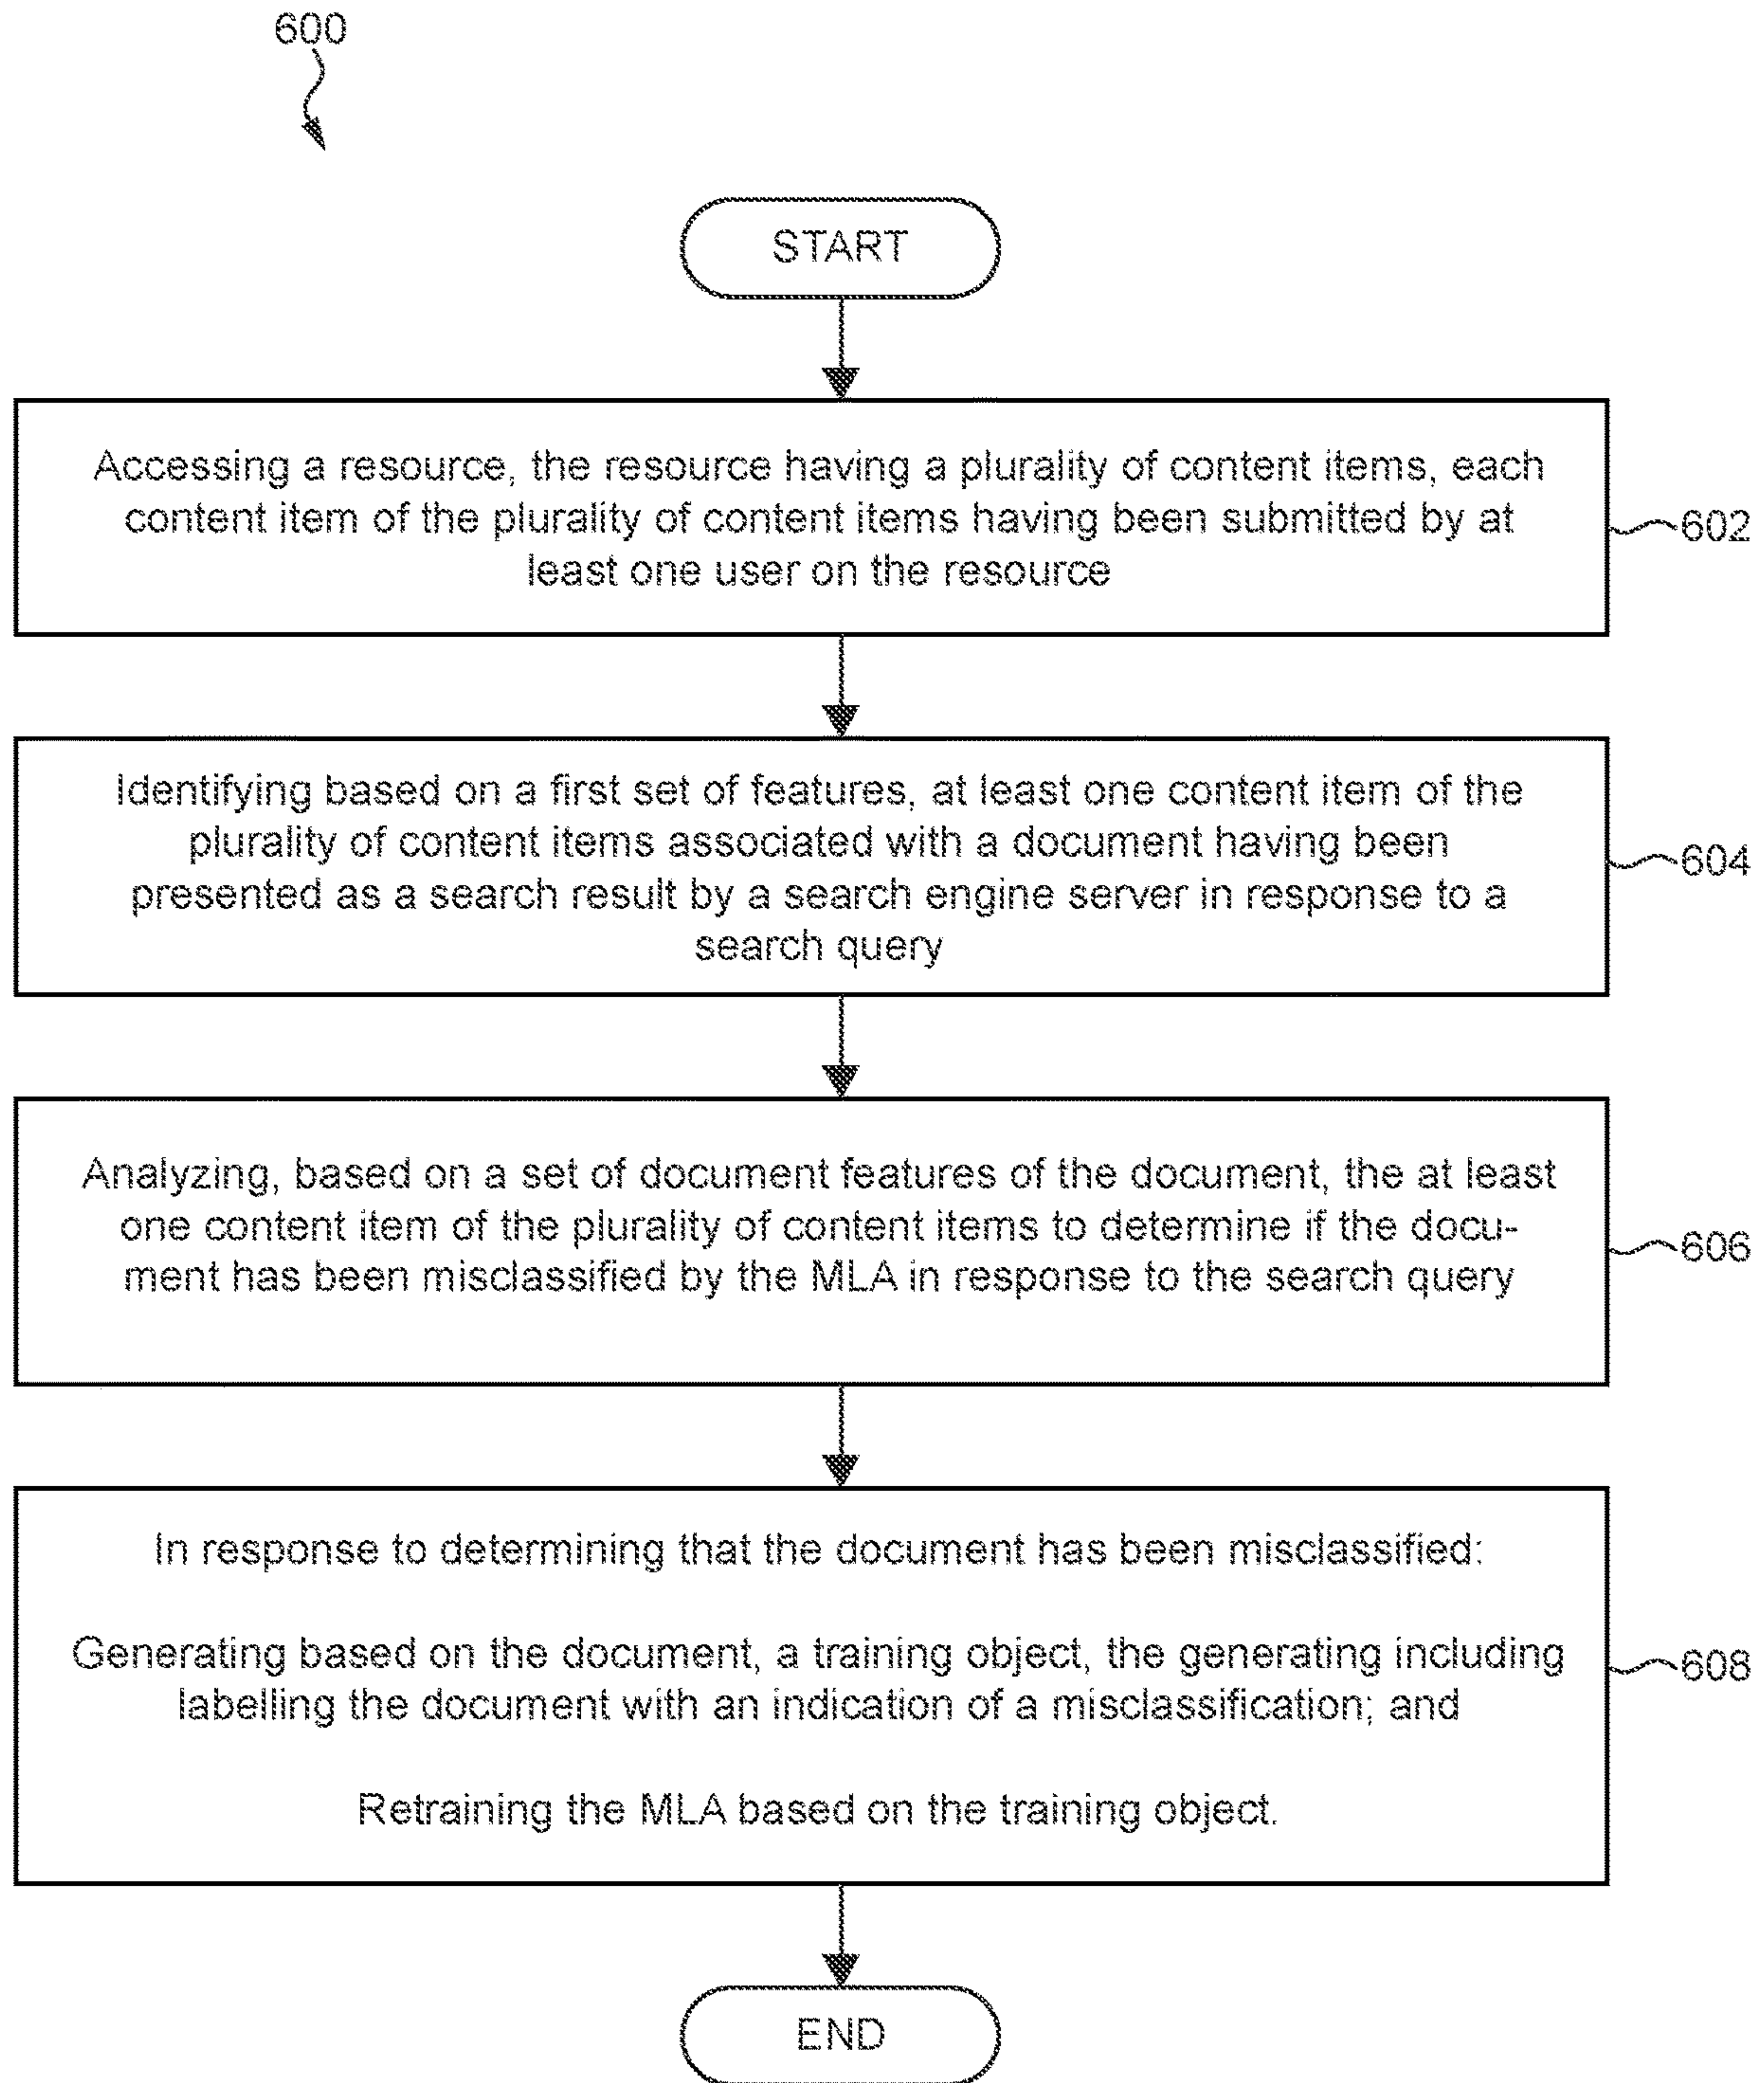 600
START
Accessing a resource, the resource having a plurality of content items, each
content item of the plurality of content items having been submitted by at
least one user on the resource
602
Identifying based on a first set of features, at least one content item of the
plurality of content items associated with a document having been
presented as a search result by a search engine server in response to a
search query
604
Analyzing, based on a set of document features of the document, the at least
one content item of the plurality of content items to determine if the docu-
ment has been misclassified by the MLA in response to the search query
606
In response to determining that the document has been misclassified:
Generating based on the document, a training object, the generating including
labelling the document with an indication of a misclassification; and
Retraining the MLA based on the training object.
608
END